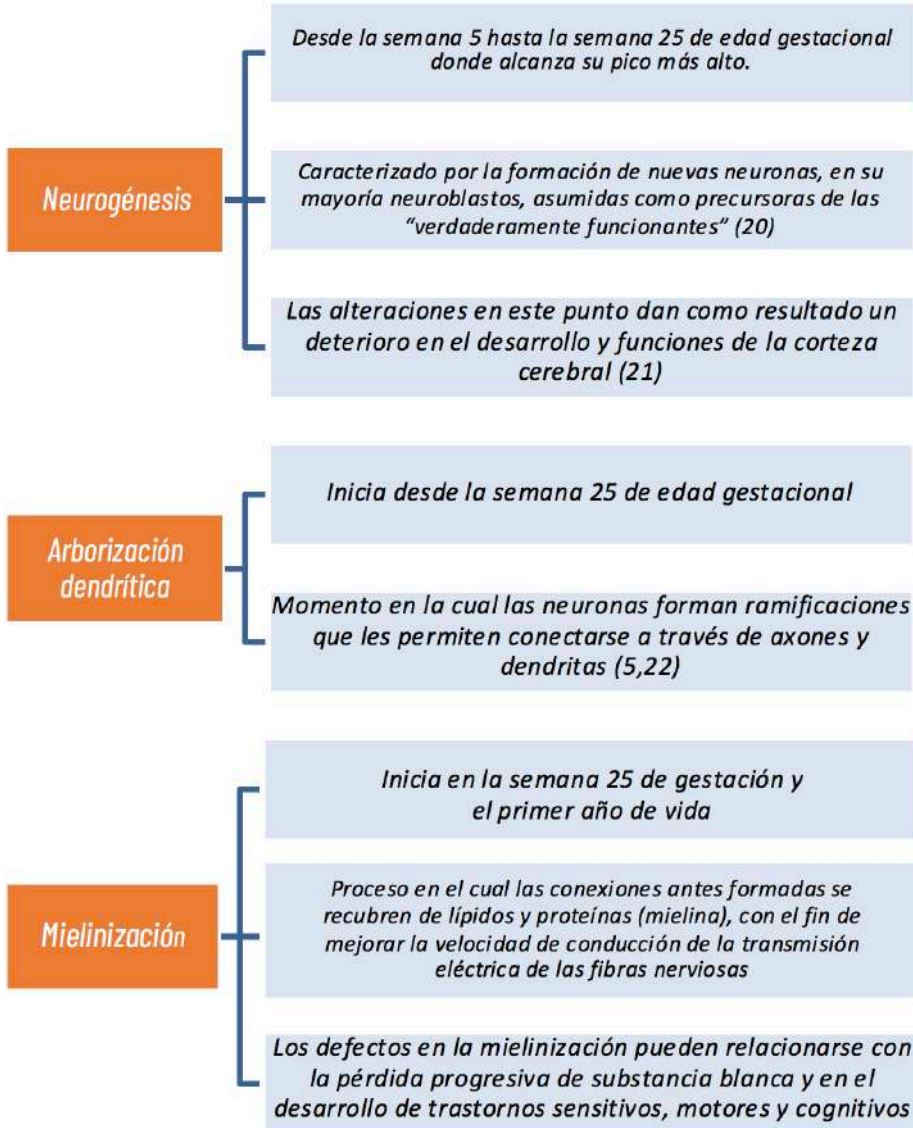 Neurogénesis
Desde la semana 5 hasta la semana 25 de edad gestacional
donde alcanza su pico más alto.
Caracterizado por la formación de nuevas neuronas, en su
mayoría neuroblastos, asumidas como precursoras de las
“verdaderamente funcionantes” (20)
Las alteraciones en este punto dan como resultado un
deterioro en el desarrollo y funciones de la corteza
cerebral (21)
Arborización
dendrítica
Inicia desde la semana 25 de edad gestacional
Momento en la cual las neuronas forman ramificaciones
que les permiten conectarse a través de axones y
dendritas (5,22)
Mielinización
Inicia en la semana 25 de gestación y
el primer año de vida
Proceso en el cual las conexiones antes formadas se
recubren de lípidos y proteínas (mielina), con el fin de
mejorar la velocidad de conducción de la transmisión
eléctrica de las fibras nerviosas
Los defectos en la mielinización pueden relacionarse con
la pérdida progresiva de substancia blanca y en el
desarrollo de trastornos sensitivos, motores y cognitivos